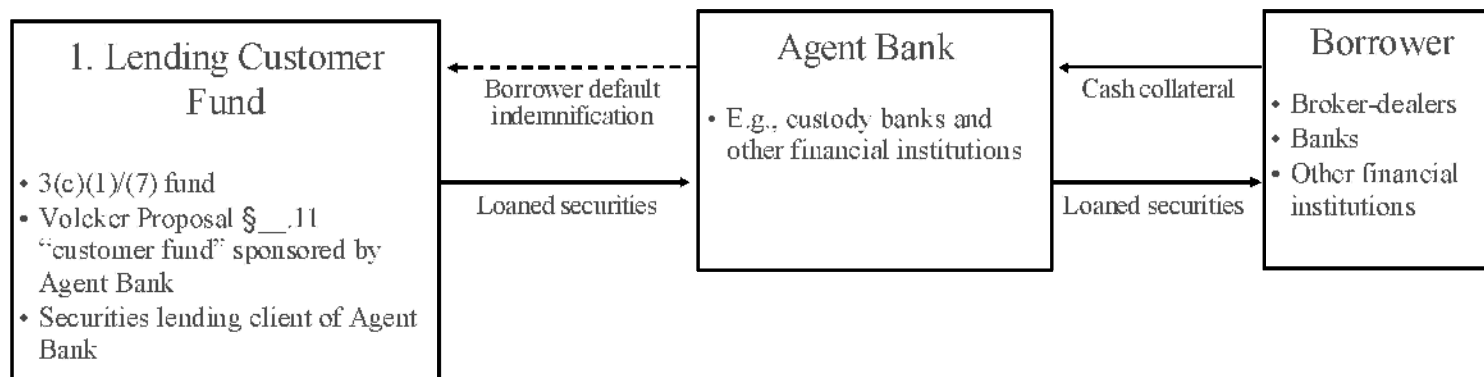 1. Lending Customer
Fund
• 3(c)(1)/(7) fund
• Volcker Proposal §__.11
“customer fund” sponsored by
Agent Bank
• Securities lending client of Agent
Bank
Borrower default
indemnification
Loaned securities
Agent Bank
• E.g., custody banks and
other financial institutions
Cash collateral
Loaned securities
Borrower
• Broker-dealers
• Banks
• Other financial
institutions